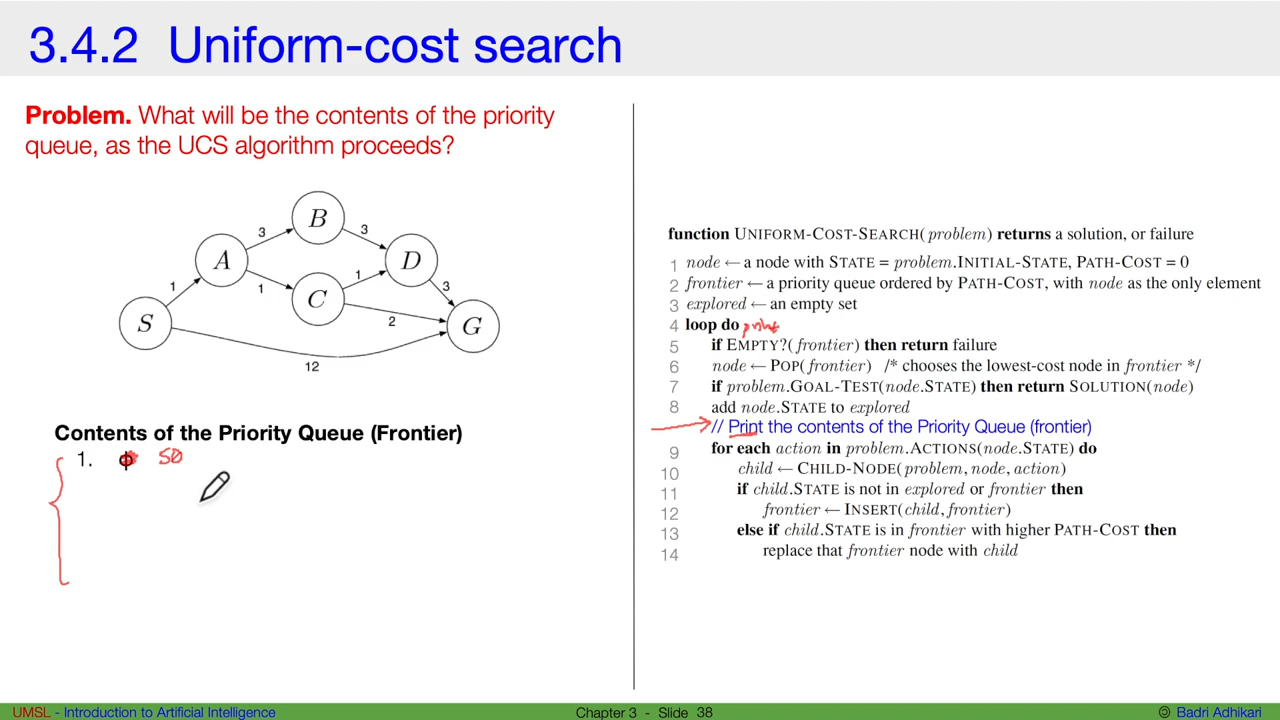 3.4.2 Uniform-cost search
Problem. What will be the contents of the priority
queue, as the UCS algorithm proceeds?
B
3
3
A
D
1
1
1
3
C
S
2
G
12
Contents of the Priority Queue (Frontier)
1. ϕ S0
function UNIFORM-COST-SEARCH(problem) returns a solution, or failure
1 node ← a node with STATE = problem.INITIAL-STATE, PATH-COST = 0
2 frontier ← a priority queue ordered by PATH-COST, with node as the only element
3 explored ← an empty set
4 loop do print
5 if EMPTY?(frontier) then return failure
6 node ← POP(frontier) /* chooses the lowest-cost node in frontier */
7 if problem.GOAL-TEST(node.STATE) then return SOLUTION(node)
8 add node.STATE to explored
// Print the contents of the Priority Queue (frontier)
9 for each action in problem.ACTIONS(node.STATE) do
10 child ← CHILD-NODE(problem, node, action)
11 if child.STATE is not in explored or frontier then
12 frontier ← INSERT(child, frontier)
13 else if child.STATE is in frontier with higher PATH-COST then
14 replace that frontier node with child
UMSL - Introduction to Artificial Intelligence
Chapter 3 - Slide 38
Badri Adhikari